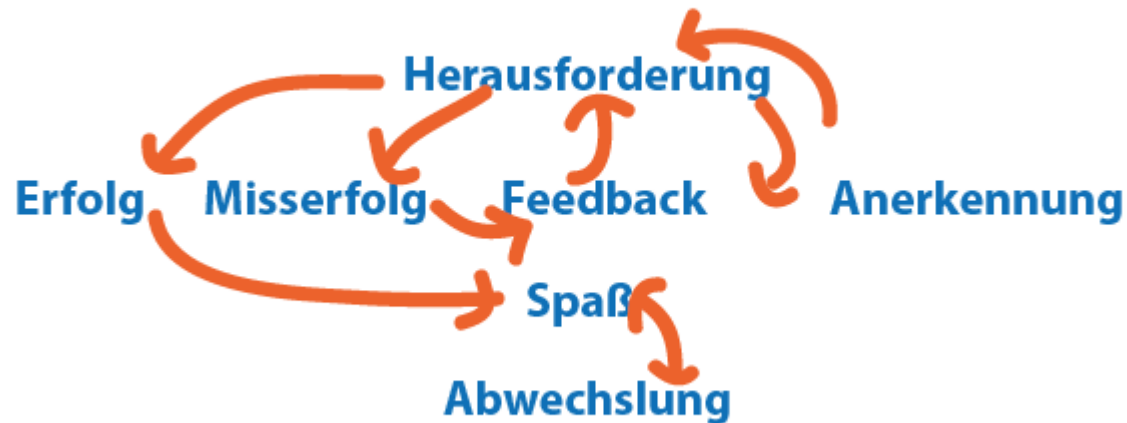 Herausforderung
Erfolg Misserfolg Feedback Anerkennung
Spaß
Abwechslung